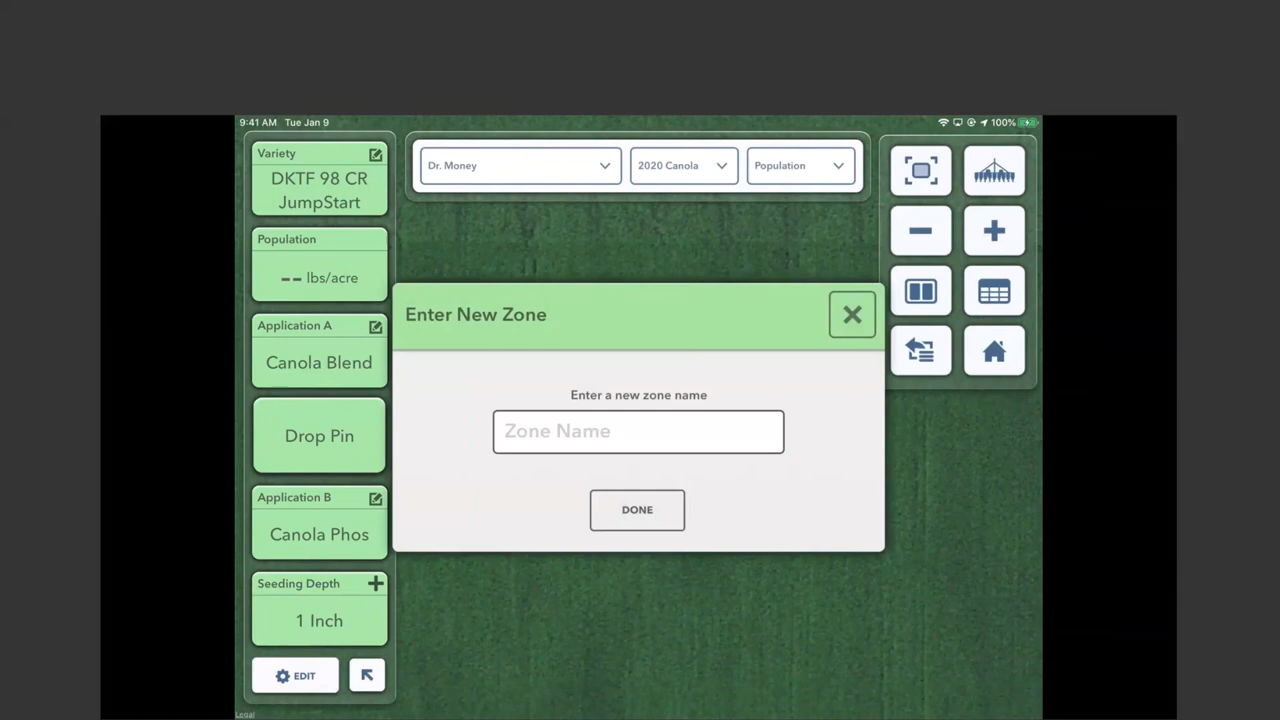 9:41 AM Tue Jan 9
100%
Variety
DKTF 98 CR
JumpStart
Population
-- lbs/acre
Application A
Canola Blend
Drop Pin
Application B
Canola Phos
Seeding Depth
1 Inch
EDIT
Legal
Dr. Money
2020 Canola
Population
Enter New Zone
Enter a new zone name
Zone Name
DONE